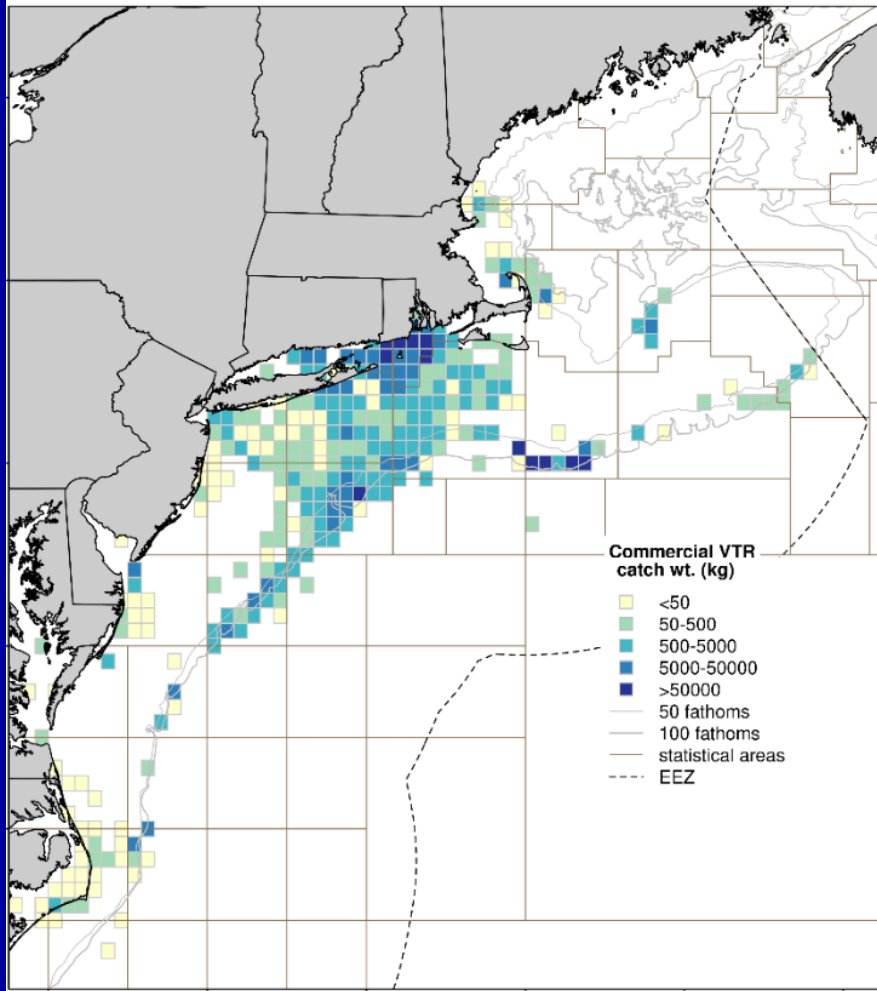 Commercial VTR
catch wt. (kg)
<50
50-500
500-5000
5000-50000
>50000
50 fathoms
100 fathoms
statistical areas
EEZ